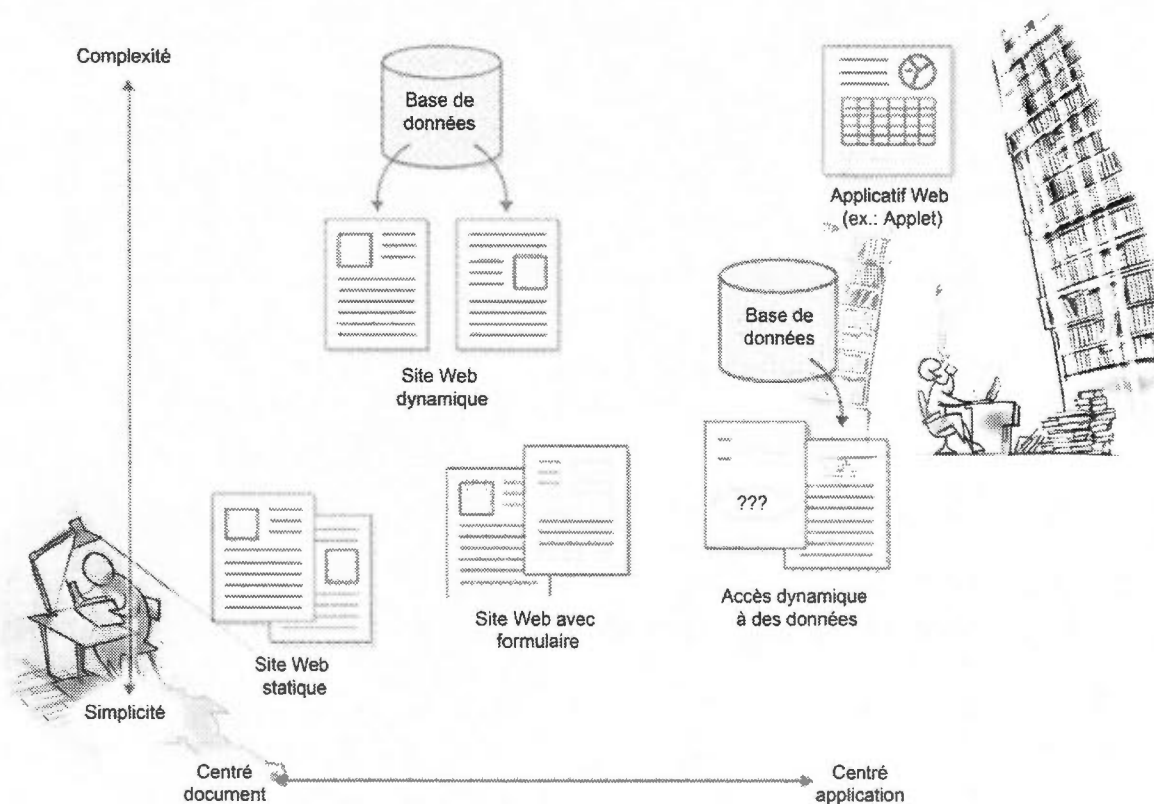 Complexité
Base de
données
Applicatif Web
(ex.: Applet)
Site Web
dynamique
Base de
données
???
Site Web
statique
Site Web avec
formulaire
Accès dynamique
à des données
Simplicité
Centré
document
Centré
application